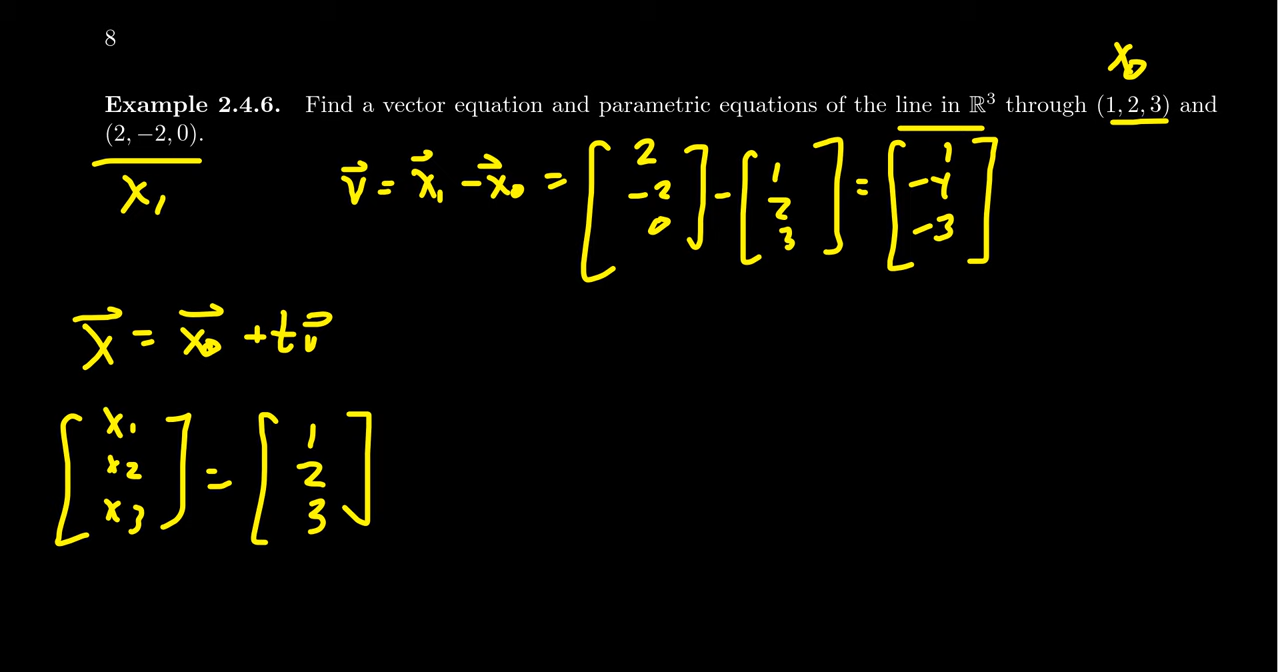 8
x₀
Example 2.4.6. Find a vector equation and parametric equations of the line in ℝ³ through (1, 2, 3) and
(2, −2, 0).
x₁
v⃗ = x⃗₁ − x⃗₀ = [2 −2 0] − [1 2 3] = [1 −4 −3]
x⃗ = x⃗₀ + t v⃗
[x₁ x₂ x₃] = [1 2 3]